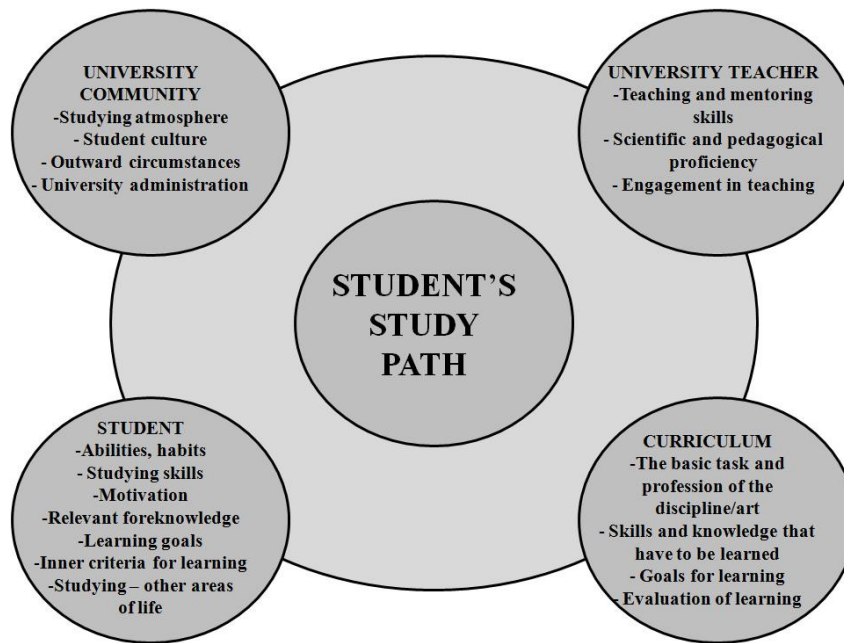 UNIVERSITY
COMMUNITY
-Studying atmosphere
- Student culture
- Outward circumstances
- University administration
UNIVERSITY TEACHER
-Teaching and mentoring
skills
- Scientific and pedagogical
proficiency
- Engagement in teaching
STUDENT’S
STUDY
PATH
STUDENT
-Abilities, habits
- Studying skills
-Motivation
-Relevant foreknowledge
-Learning goals
-Inner criteria for learning
-Studying – other areas
of life
CURRICULUM
-The basic task and
profession of the
discipline/art
- Skills and knowledge that
have to be learned
- Goals for learning
- Evaluation of learning